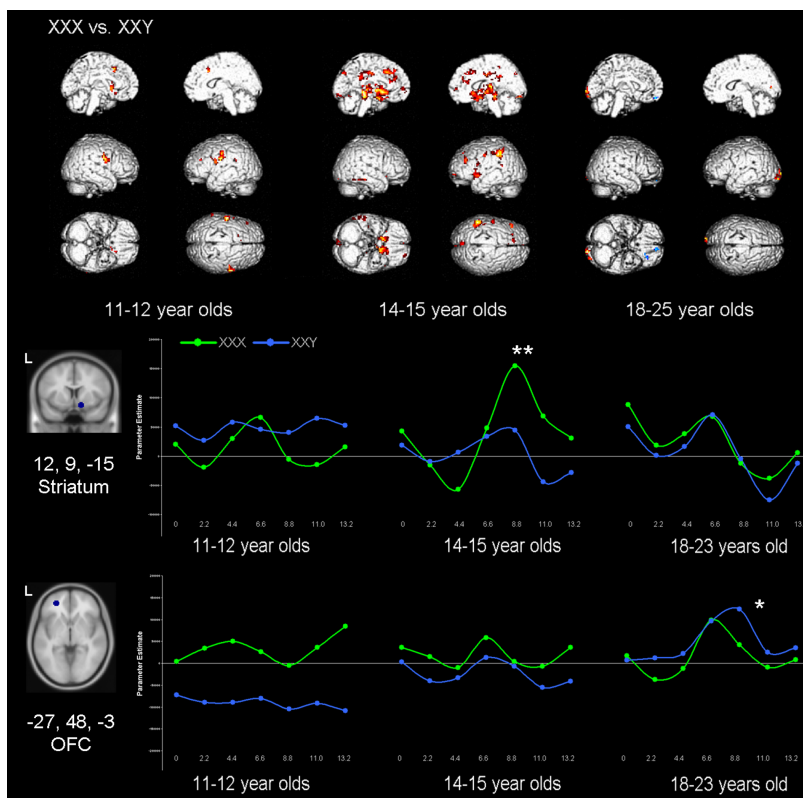 XXX vs. XXY
11-12 year olds
14-15 year olds
18-25 year olds
XXX
XXY
**
L
12, 9, -15
Striatum
Parameter Estimate
0 2.2 4.4 6.6 8.8 11.0 13.2
0 2.2 4.4 6.6 8.8 11.0 13.2
0 2.2 4.4 6.6 8.8 11.0 13.2
11-12 year olds
14-15 year olds
18-23 years old
*
L
-27, 48, -3
OFC
Parameter Estimate
0 2.2 4.4 6.6 8.8 11.0 13.2
0 2.2 4.4 6.6 8.8 11.0 13.2
0 2.2 4.4 6.6 8.8 11.0 13.2
11-12 year olds
14-15 year olds
18-23 years old